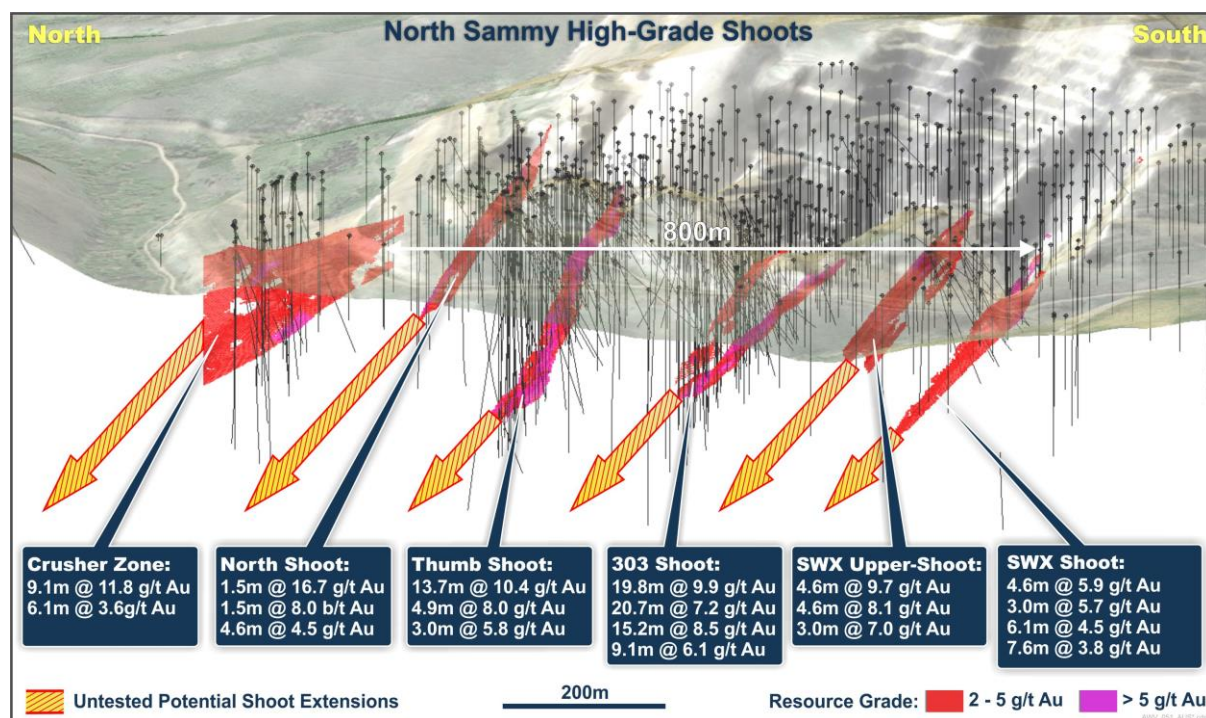 North
North Sammy High-Grade Shoots
South
800m
Crusher Zone:
9.1m @ 11.8 g/t Au
6.1m @ 3.6g/t Au
North Shoot:
1.5m @ 16.7 g/t Au
1.5m @ 8.0 b/t Au
4.6m @ 4.5 g/t Au
Thumb Shoot:
13.7m @ 10.4 g/t Au
4.9m @ 8.0 g/t Au
3.0m @ 5.8 g/t Au
303 Shoot:
19.8m @ 9.9 g/t Au
20.7m @ 7.2 g/t Au
15.2m @ 8.5 g/t Au
9.1m @ 6.1 g/t Au
SWX Upper-Shoot:
4.6m @ 9.7 g/t Au
4.6m @ 8.1 g/t Au
3.0m @ 7.0 g/t Au
SWX Shoot:
4.6m @ 5.9 g/t Au
3.0m @ 5.7 g/t Au
6.1m @ 4.5 g/t Au
7.6m @ 3.8 g/t Au
Untested Potential Shoot Extensions
200m
Resource Grade: 2 - 5 g/t Au > 5 g/t Au